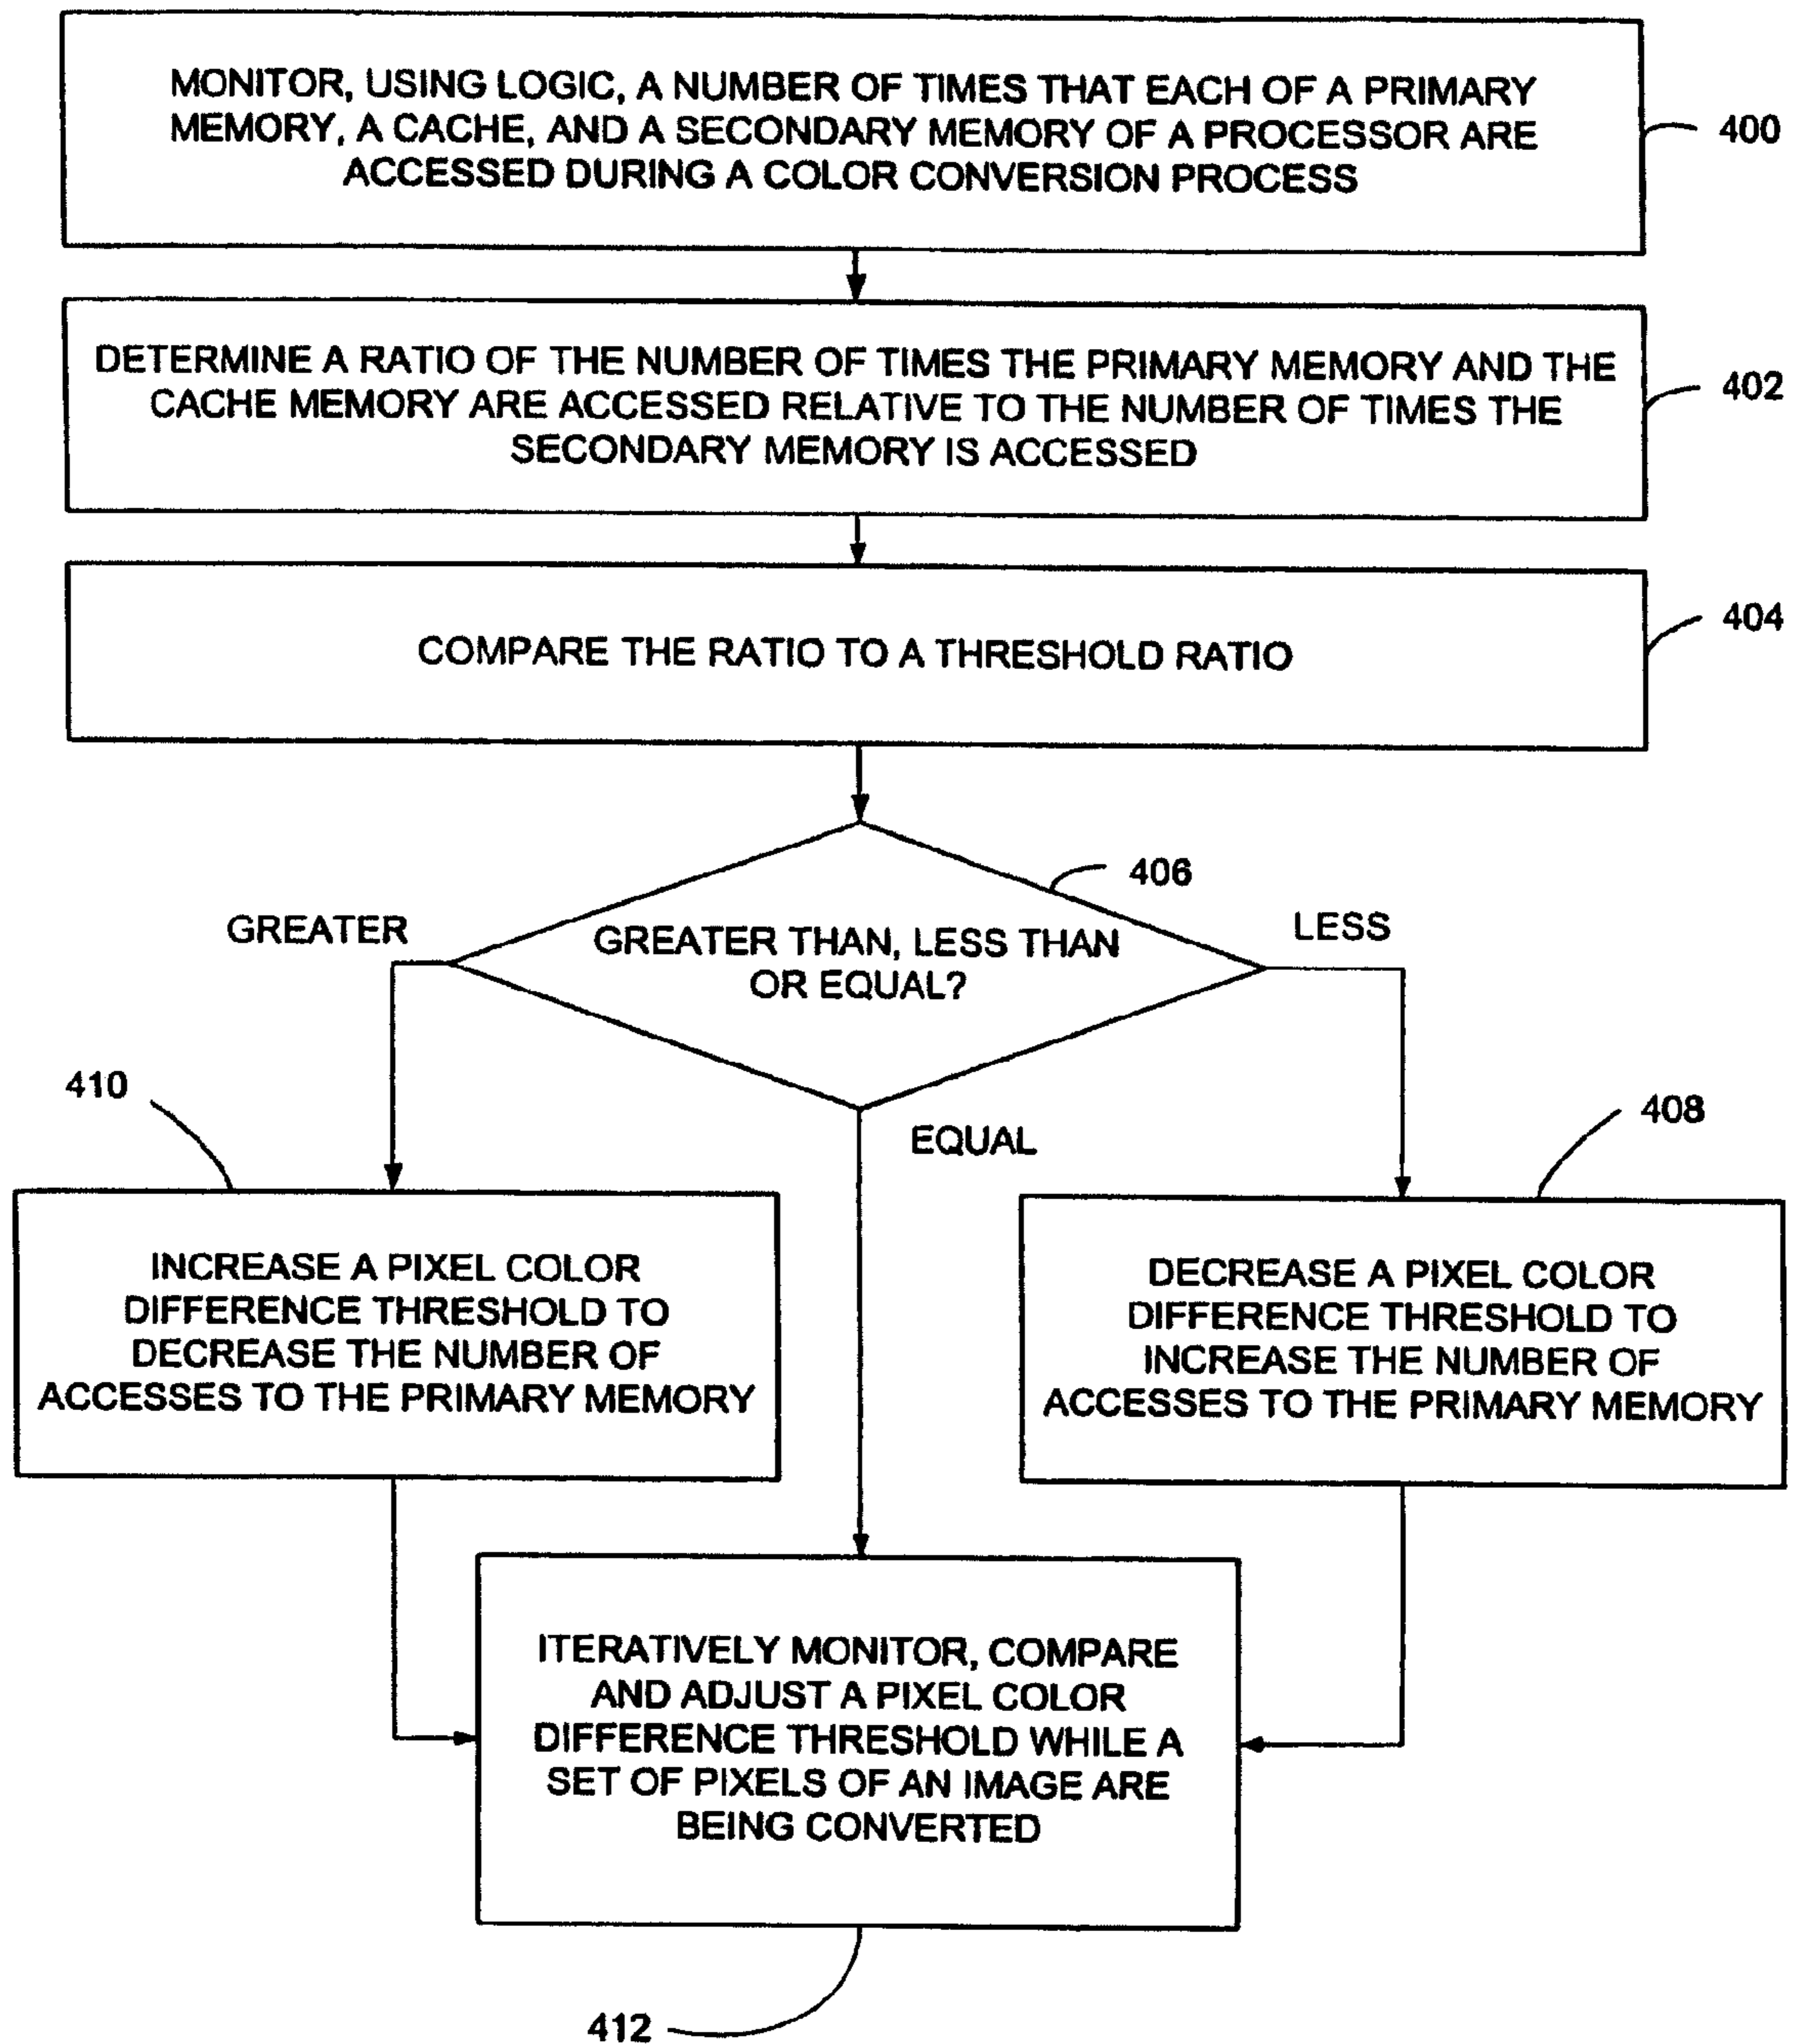 MONITOR, USING LOGIC, A NUMBER OF TIMES THAT EACH OF A PRIMARY
MEMORY, A CACHE, AND A SECONDARY MEMORY OF A PROCESSOR ARE
ACCESSED DURING A COLOR CONVERSION PROCESS
400
DETERMINE A RATIO OF THE NUMBER OF TIMES THE PRIMARY MEMORY AND THE
CACHE MEMORY ARE ACCESSED RELATIVE TO THE NUMBER OF TIMES THE
SECONDARY MEMORY IS ACCESSED
402
COMPARE THE RATIO TO A THRESHOLD RATIO
404
406
GREATER
GREATER THAN, LESS THAN
OR EQUAL?
LESS
EQUAL
410
INCREASE A PIXEL COLOR
DIFFERENCE THRESHOLD TO
DECREASE THE NUMBER OF
ACCESSES TO THE PRIMARY MEMORY
408
DECREASE A PIXEL COLOR
DIFFERENCE THRESHOLD TO
INCREASE THE NUMBER OF
ACCESSES TO THE PRIMARY MEMORY
ITERATIVELY MONITOR, COMPARE
AND ADJUST A PIXEL COLOR
DIFFERENCE THRESHOLD WHILE A
SET OF PIXELS OF AN IMAGE ARE
BEING CONVERTED
412